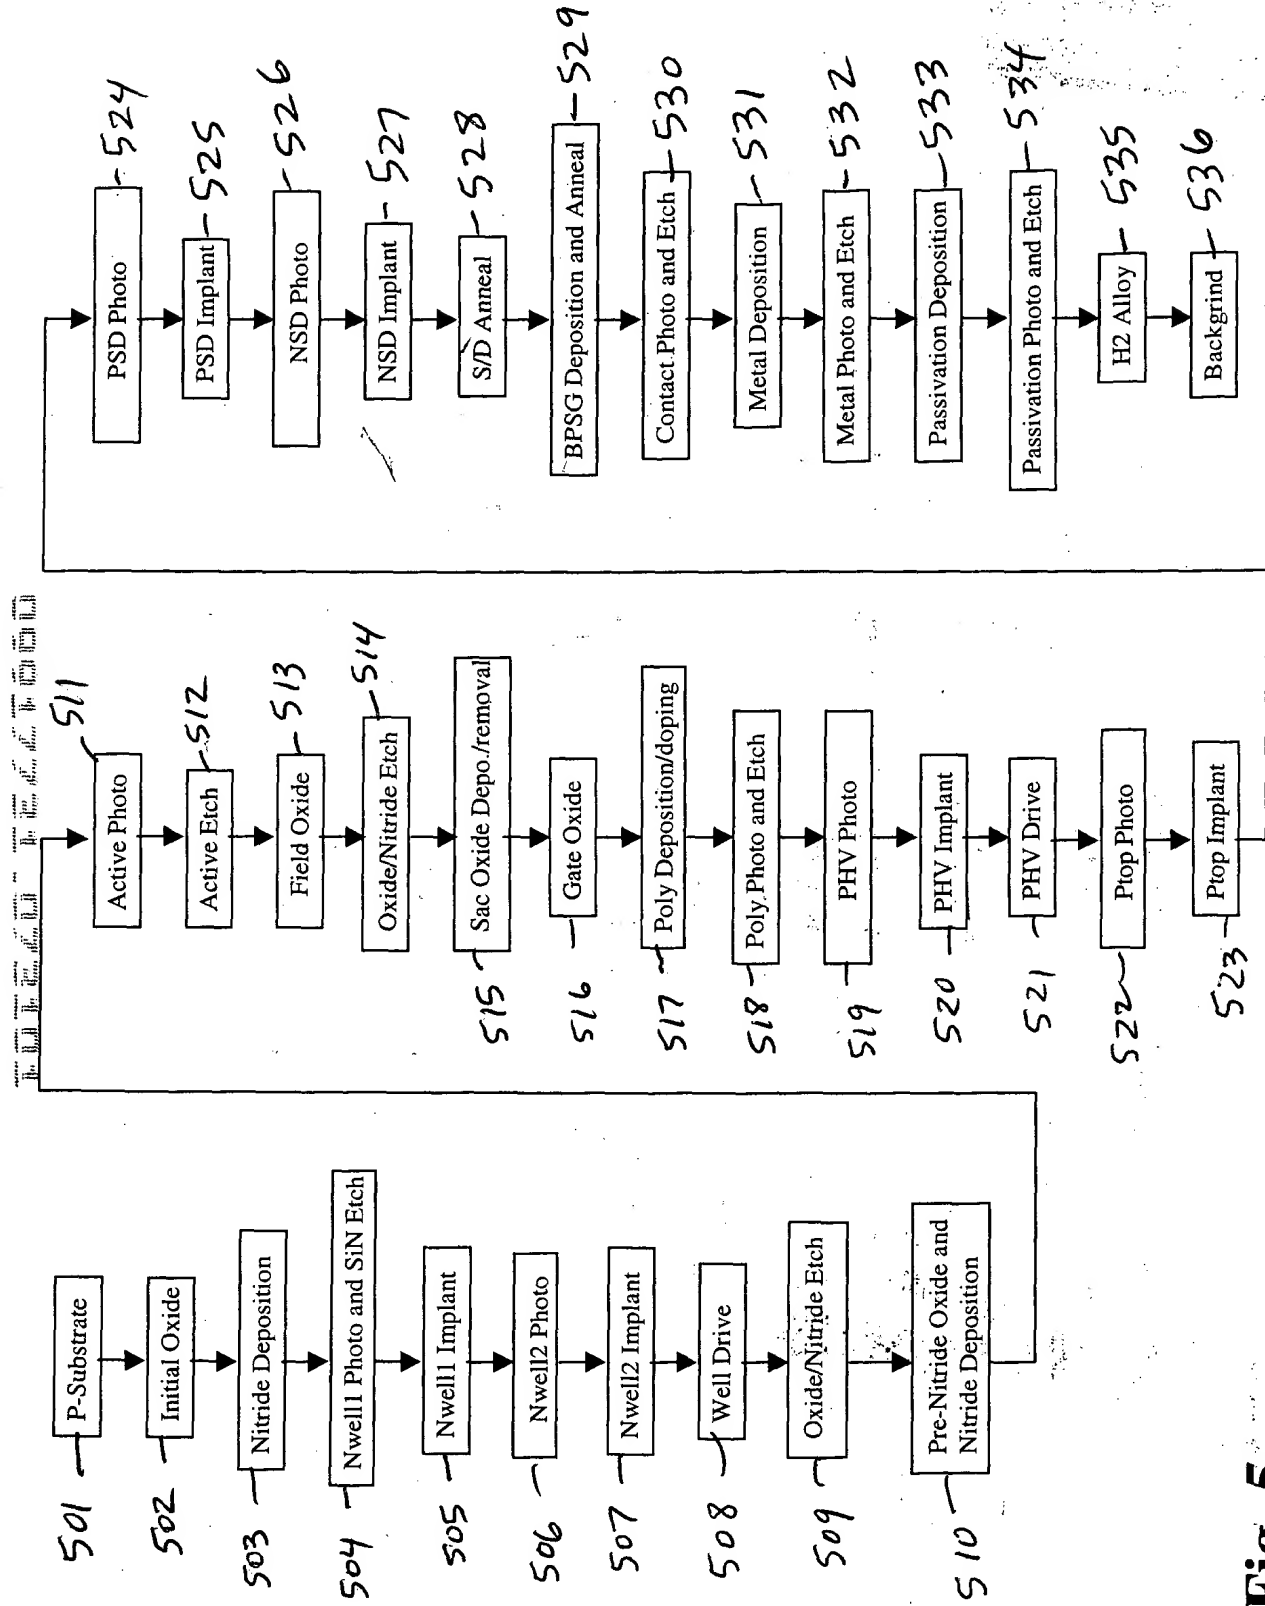 501
P-Substrate
502
Initial Oxide
503
Nitride Deposition
504
Nwell1 Photo and SiN Etch
505
Nwell1 Implant
506
Nwell2 Photo
507
Nwell2 Implant
508
Well Drive
509
Oxide/Nitride Etch
510
Pre-Nitride Oxide and
Nitride Deposition
Active Photo
511
Active Etch
512
Field Oxide
513
Oxide/Nitride Etch
514
515
Sac Oxide Depo./removal
516
Gate Oxide
517
Poly Deposition/doping
518
Poly Photo and Etch
519
PHV Photo
520
PHV Implant
521
PHV Drive
522
Ptop Photo
523
Ptop Implant
PSD Photo
524
PSD Implant
525
NSD Photo
526
NSD Implant
527
S/D Anneal
528
BPSG Deposition and Anneal
529
Contact Photo and Etch
530
Metal Deposition
531
Metal Photo and Etch
532
Passivation Deposition
533
Passivation Photo and Etch
534
H2 Alloy
535
Backgrind
536
Fig. 5